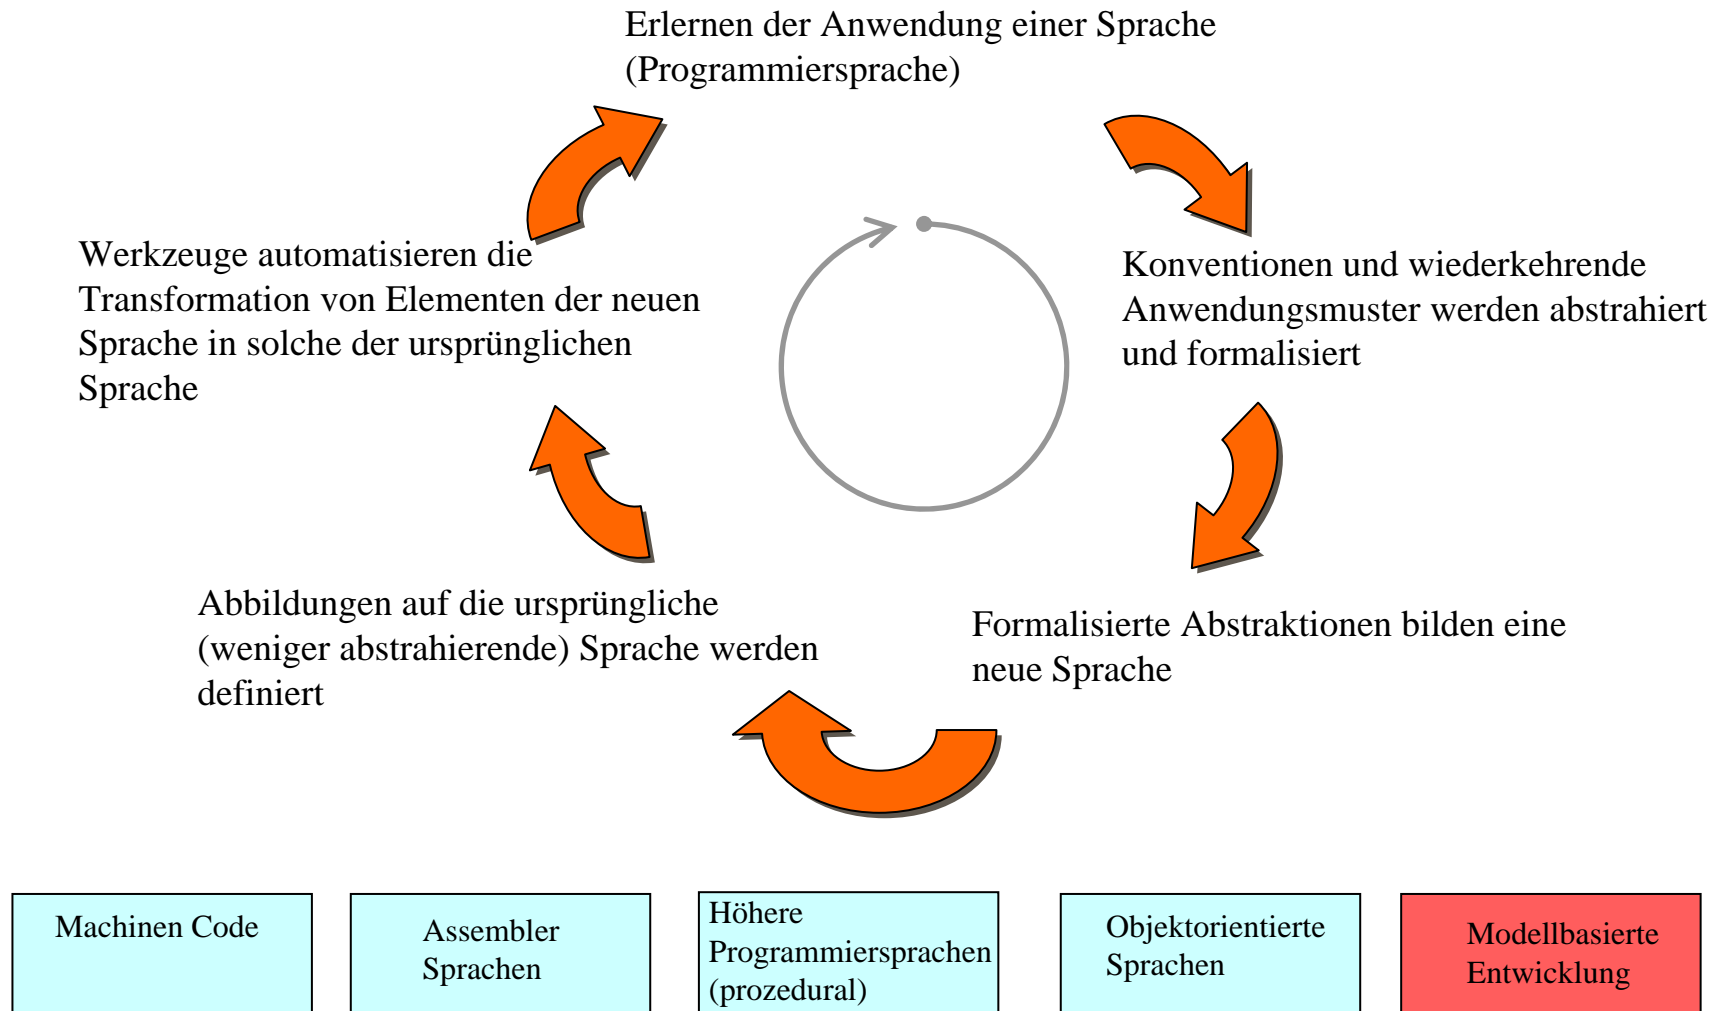 Erlernen der Anwendung einer Sprache
(Programmiersprache)
Konventionen und wiederkehrende
Anwendungsmuster werden abstrahiert
und formalisiert
Formalisierte Abstraktionen bilden eine
neue Sprache
Abbildungen auf die ursprüngliche
(weniger abstrahierende) Sprache werden
definiert
Werkzeuge automatisieren die
Transformation von Elementen der neuen
Sprache in solche der ursprünglichen
Sprache
Machinen Code
Assembler
Sprachen
Höhere
Programmiersprachen
(prozedural)
Objektorientierte
Sprachen
Modellbasierte
Entwicklung